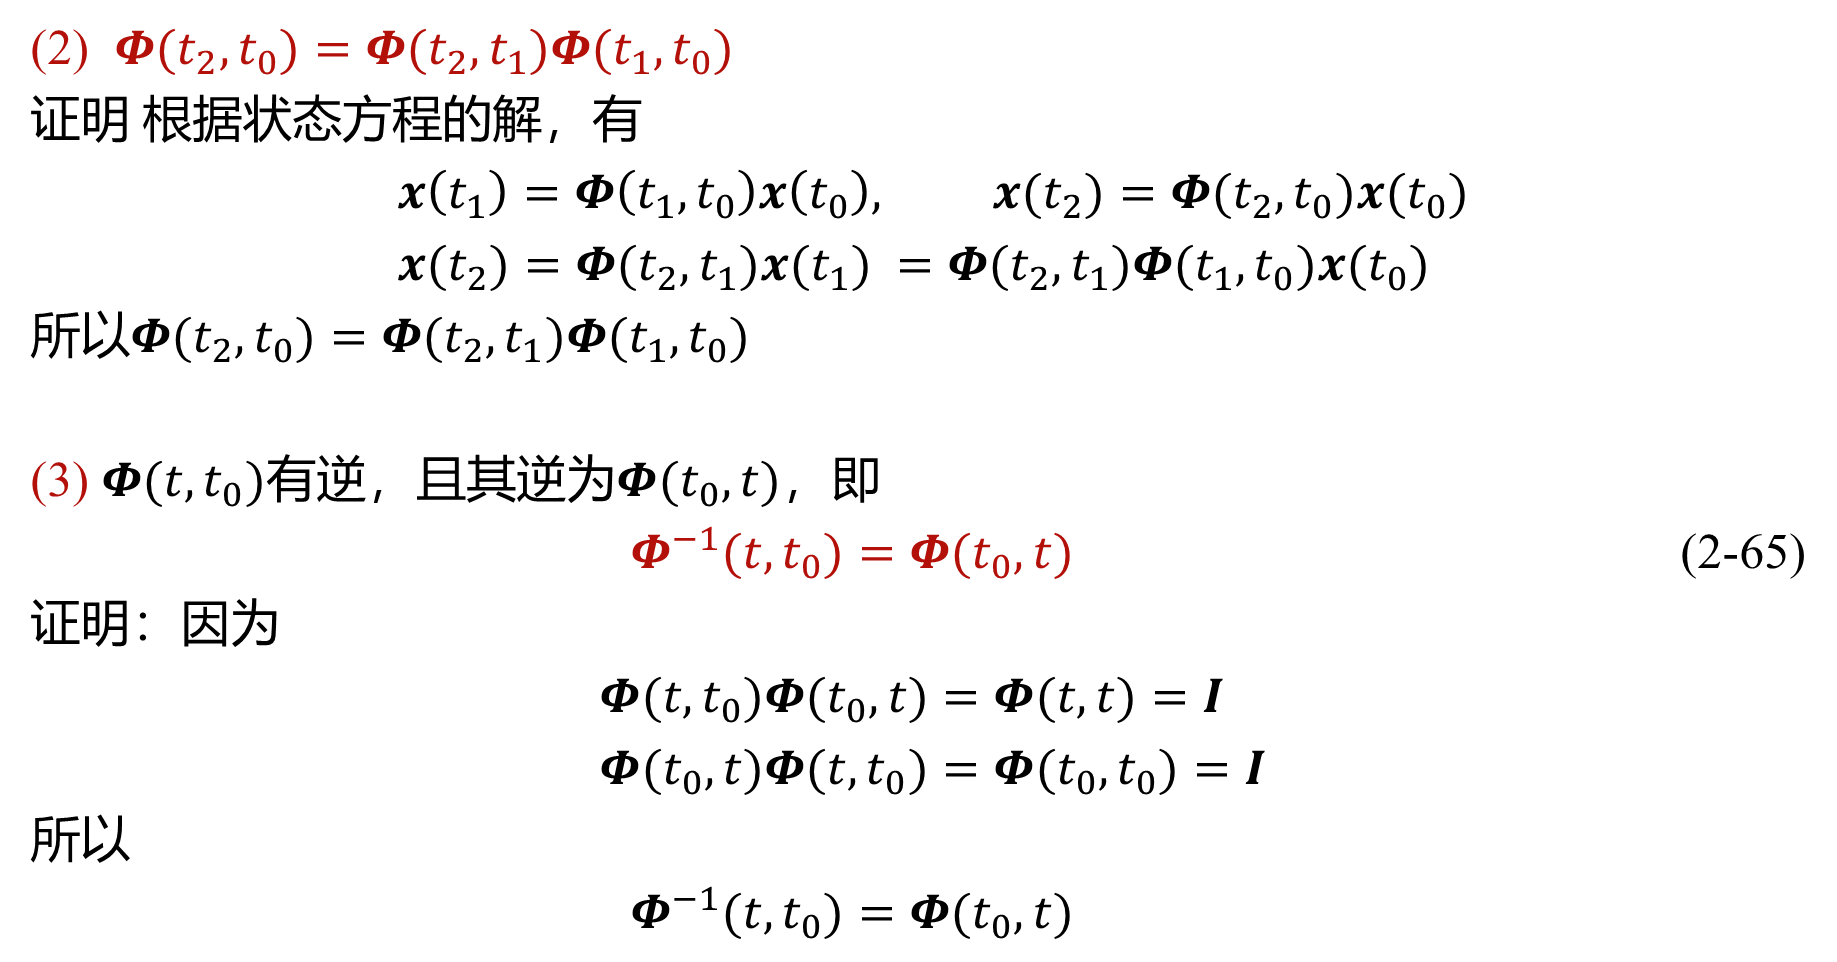 (2) 𝜱(𝑡₂, 𝑡₀) = 𝜱(𝑡₂, 𝑡₁)𝜱(𝑡₁, 𝑡₀)
证明 根据状态方程的解，有
𝒙(𝑡₁) = 𝜱(𝑡₁, 𝑡₀)𝒙(𝑡₀), 𝒙(𝑡₂) = 𝜱(𝑡₂, 𝑡₀)𝒙(𝑡₀)
𝒙(𝑡₂) = 𝜱(𝑡₂, 𝑡₁)𝒙(𝑡₁) = 𝜱(𝑡₂, 𝑡₁)𝜱(𝑡₁, 𝑡₀)𝒙(𝑡₀)
所以𝜱(𝑡₂, 𝑡₀) = 𝜱(𝑡₂, 𝑡₁)𝜱(𝑡₁, 𝑡₀)
(3) 𝜱(𝑡, 𝑡₀)有逆，且其逆为𝜱(𝑡₀, 𝑡)，即
𝜱⁻¹(𝑡, 𝑡₀) = 𝜱(𝑡₀, 𝑡) (2-65)
证明：因为
𝜱(𝑡, 𝑡₀)𝜱(𝑡₀, 𝑡) = 𝜱(𝑡, 𝑡) = 𝑰
𝜱(𝑡₀, 𝑡)𝜱(𝑡, 𝑡₀) = 𝜱(𝑡₀, 𝑡₀) = 𝑰
所以
𝜱⁻¹(𝑡, 𝑡₀) = 𝜱(𝑡₀, 𝑡)